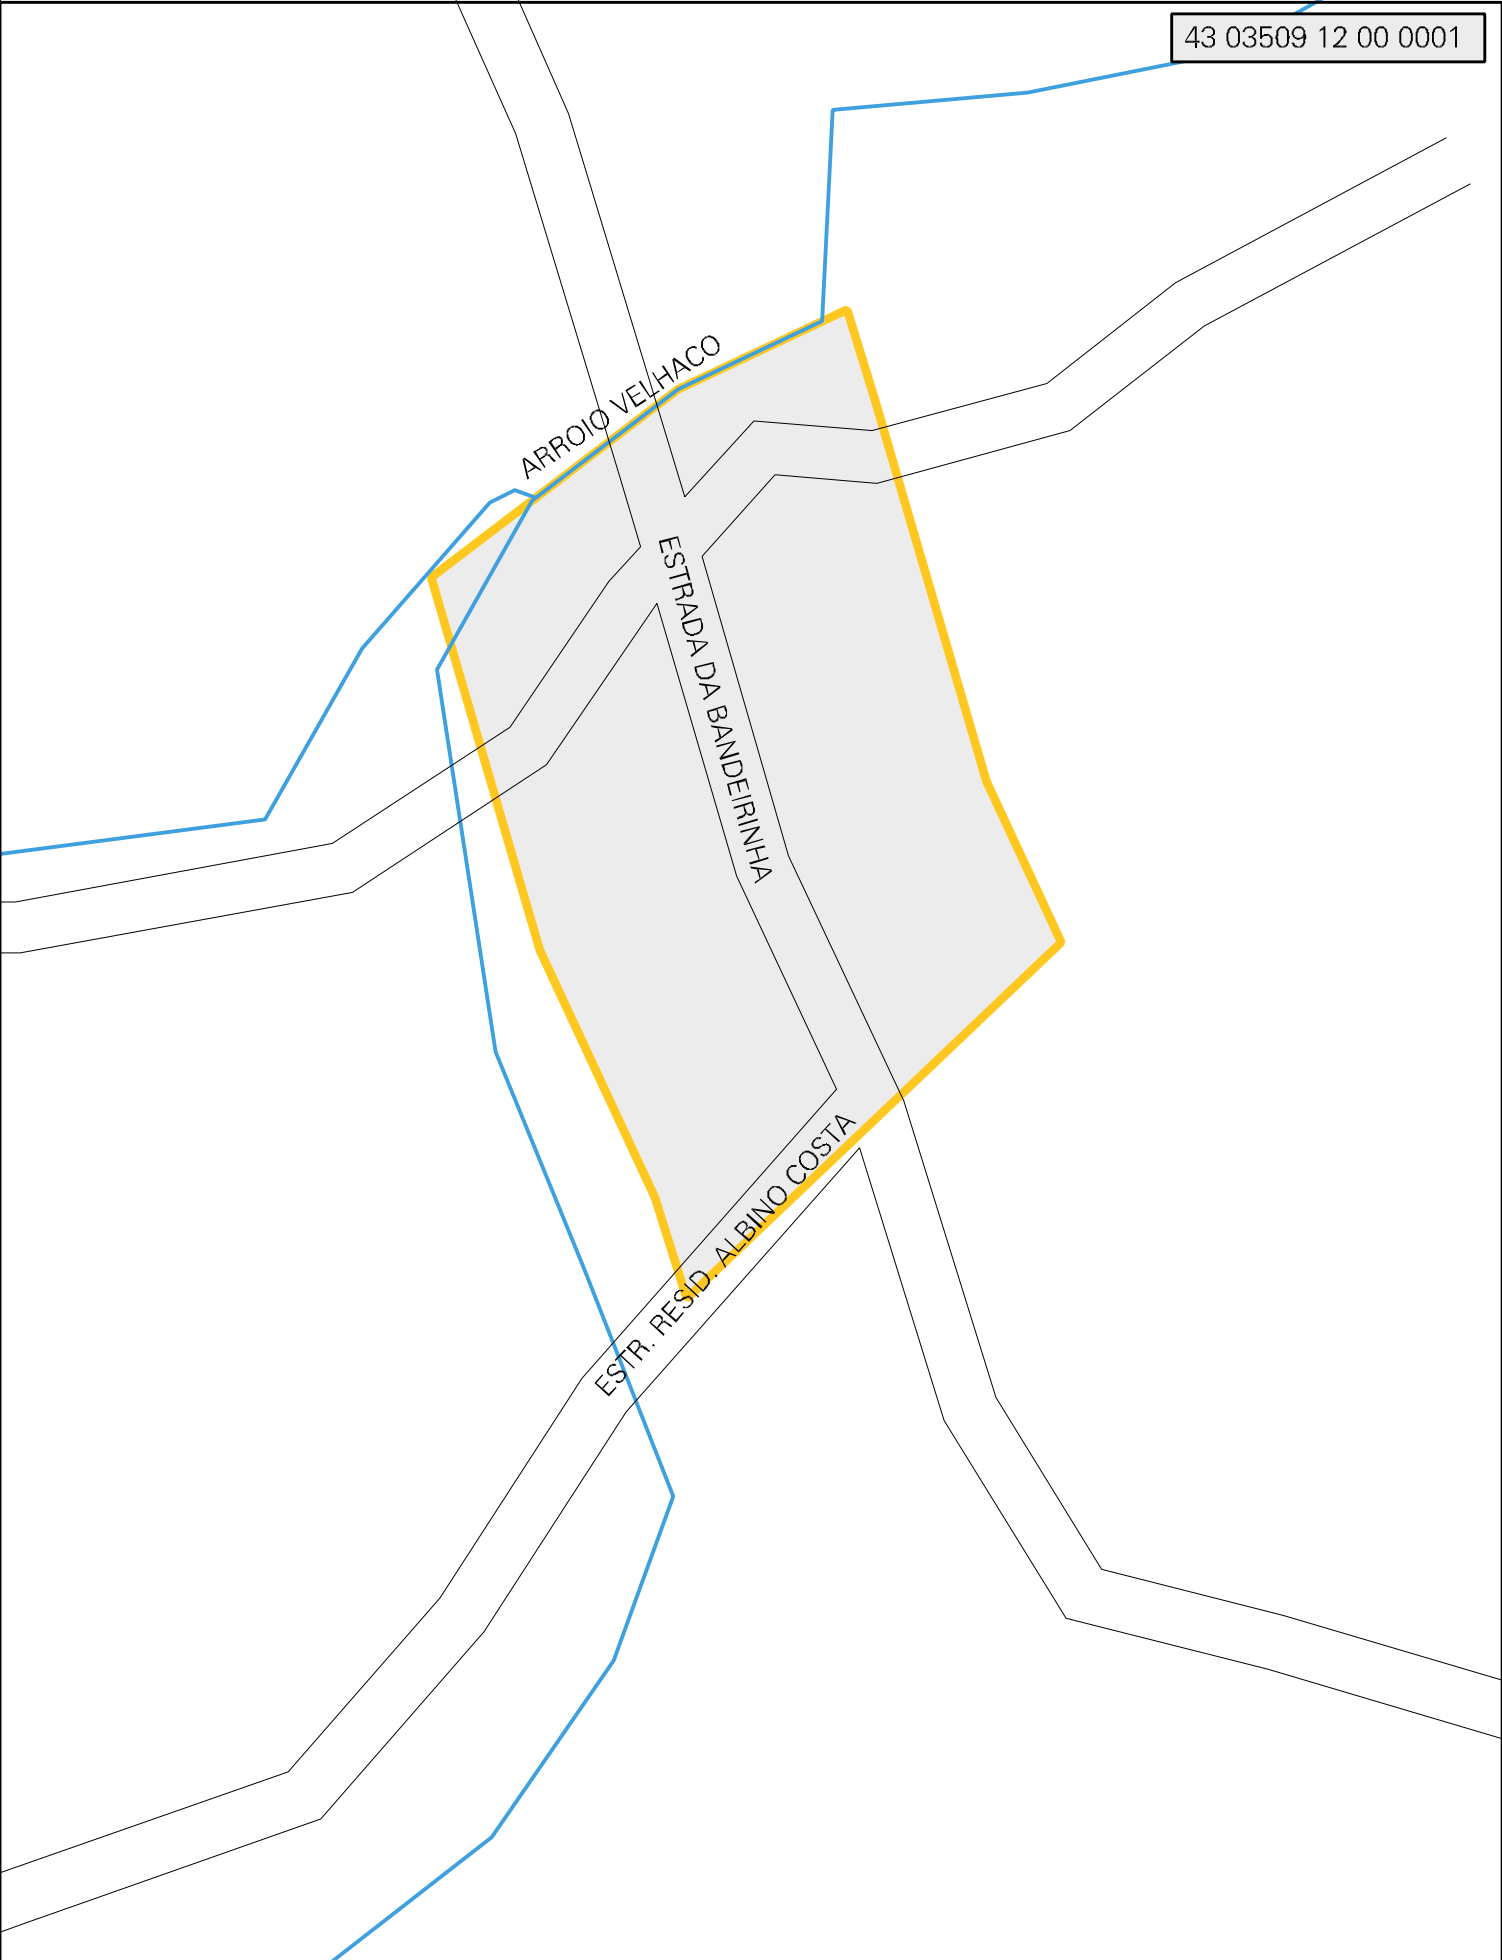 43 03509 12 00 0001
ARROIO VELHACO
ESTRADA DA BANDEIRINHA
ESTR. RESID. ALBINO COSTA